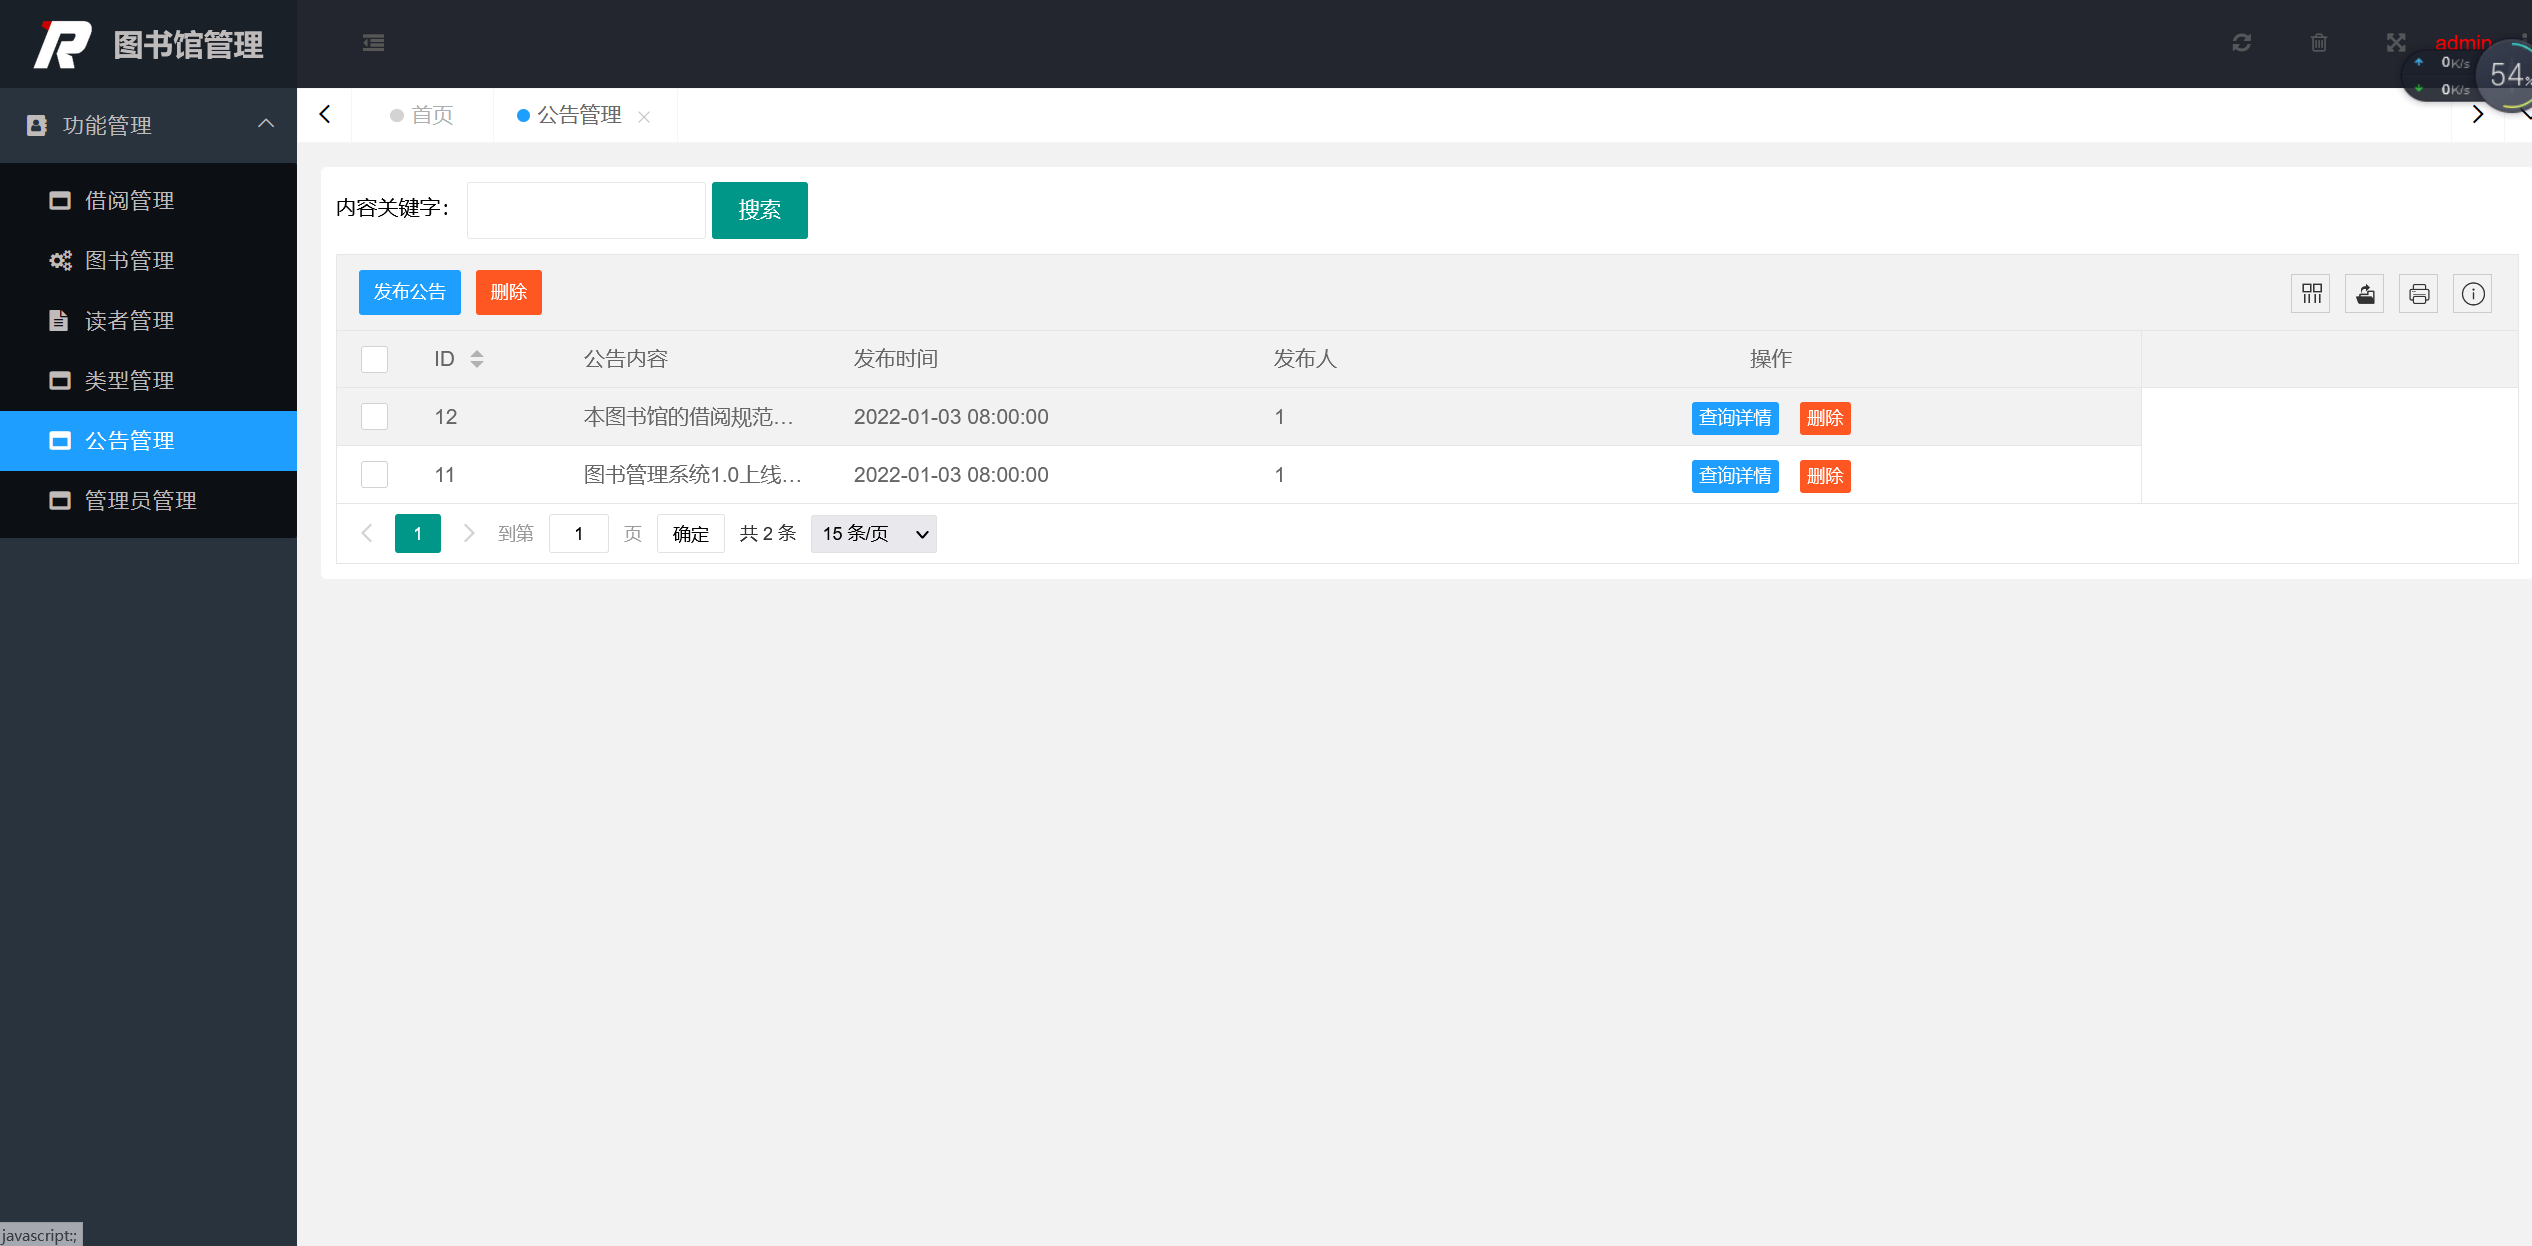 图书馆管理
admin
0K/s
54%
0K/s
功能管理
首页
公告管理
借阅管理
图书管理
读者管理
类型管理
公告管理
管理员管理
内容关键字：
搜索
发布公告 删除
ID 公告内容 发布时间 发布人 操作
12 本图书馆的借阅规范… 2022-01-03 08:00:00 1 查询详情 删除
11 图书管理系统1.0上线… 2022-01-03 08:00:00 1 查询详情 删除
1 到第 1 页 确定 共 2 条 15 条/页
javascript:;